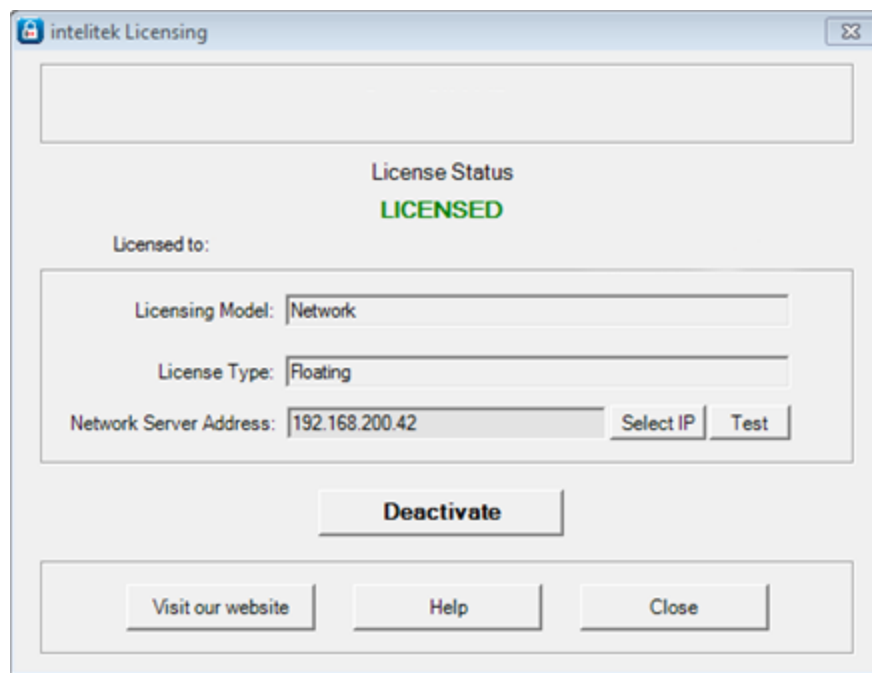 intelitek Licensing
License Status
LICENSED
Licensed to:
Licensing Model: Network
License Type: Floating
Network Server Address: 192.168.200.42 Select IP Test
Deactivate
Visit our website Help Close